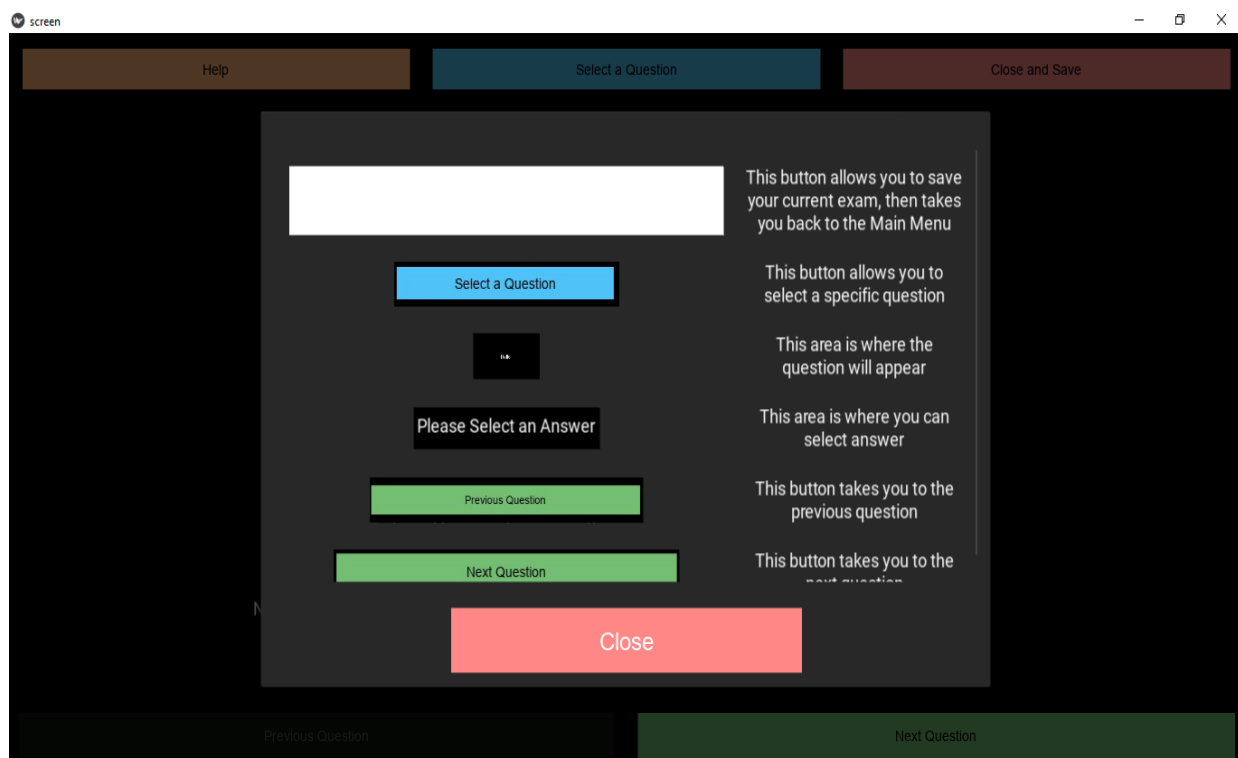 screen
Help
Select a Question
Close and Save
This button allows you to save
your current exam, then takes
you back to the Main Menu
Select a Question
This button allows you to
select a specific question
This area is where the
question will appear
Please Select an Answer
This area is where you can
select answer
Previous Question
This button takes you to the
previous question
Next Question
This button takes you to the
next question
N
Close
Previous Question
Next Question